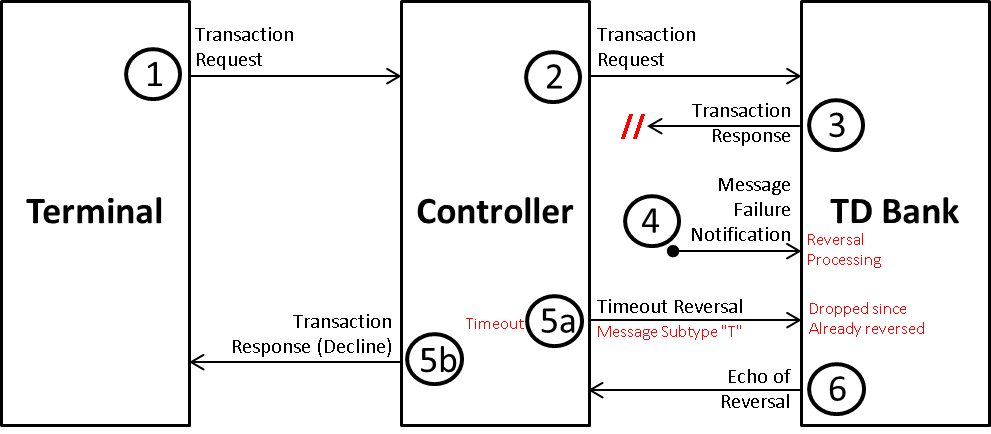 Transaction
Request
1
Transaction
Request
2
Transaction
Response
3
//
Terminal
Controller
TD Bank
Message
Failure
Notification
4
Reversal
Processing
Timeout
5a
Timeout Reversal
Message Subtype "T"
Dropped since
Already reversed
Transaction
Response (Decline)
5b
Echo of
Reversal
6